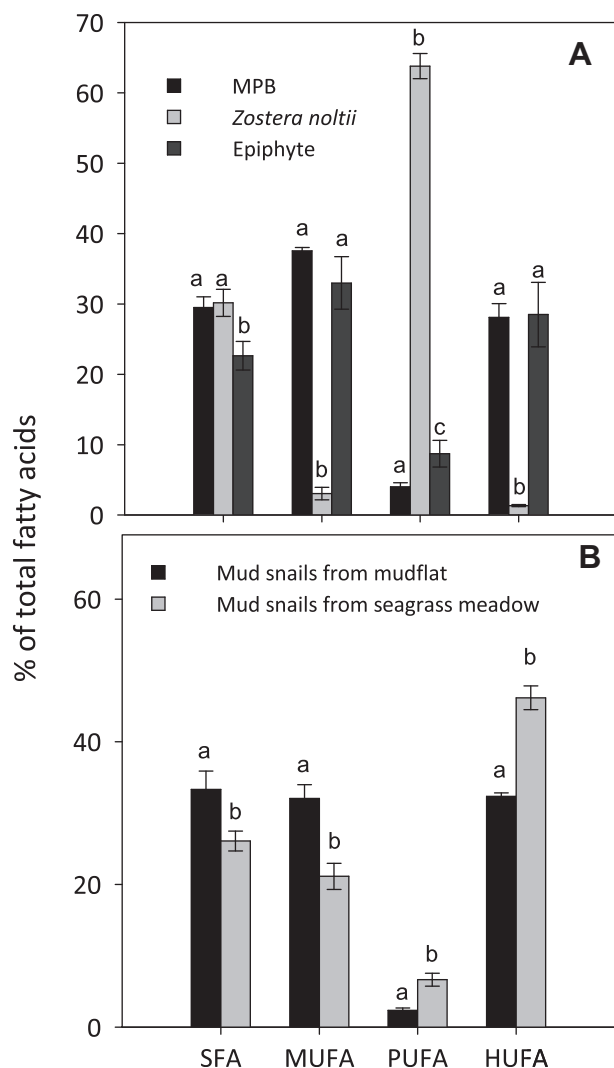 % of total fatty acids
70
60
50
40
30
20
10
0
A
MPB
Zostera noltii
Epiphyte
a a b
a b a
a b c
a b a
60
40
20
0
B
Mud snails from mudflat
Mud snails from seagrass meadow
a b
a b
a b
a b
SFA MUFA PUFA HUFA